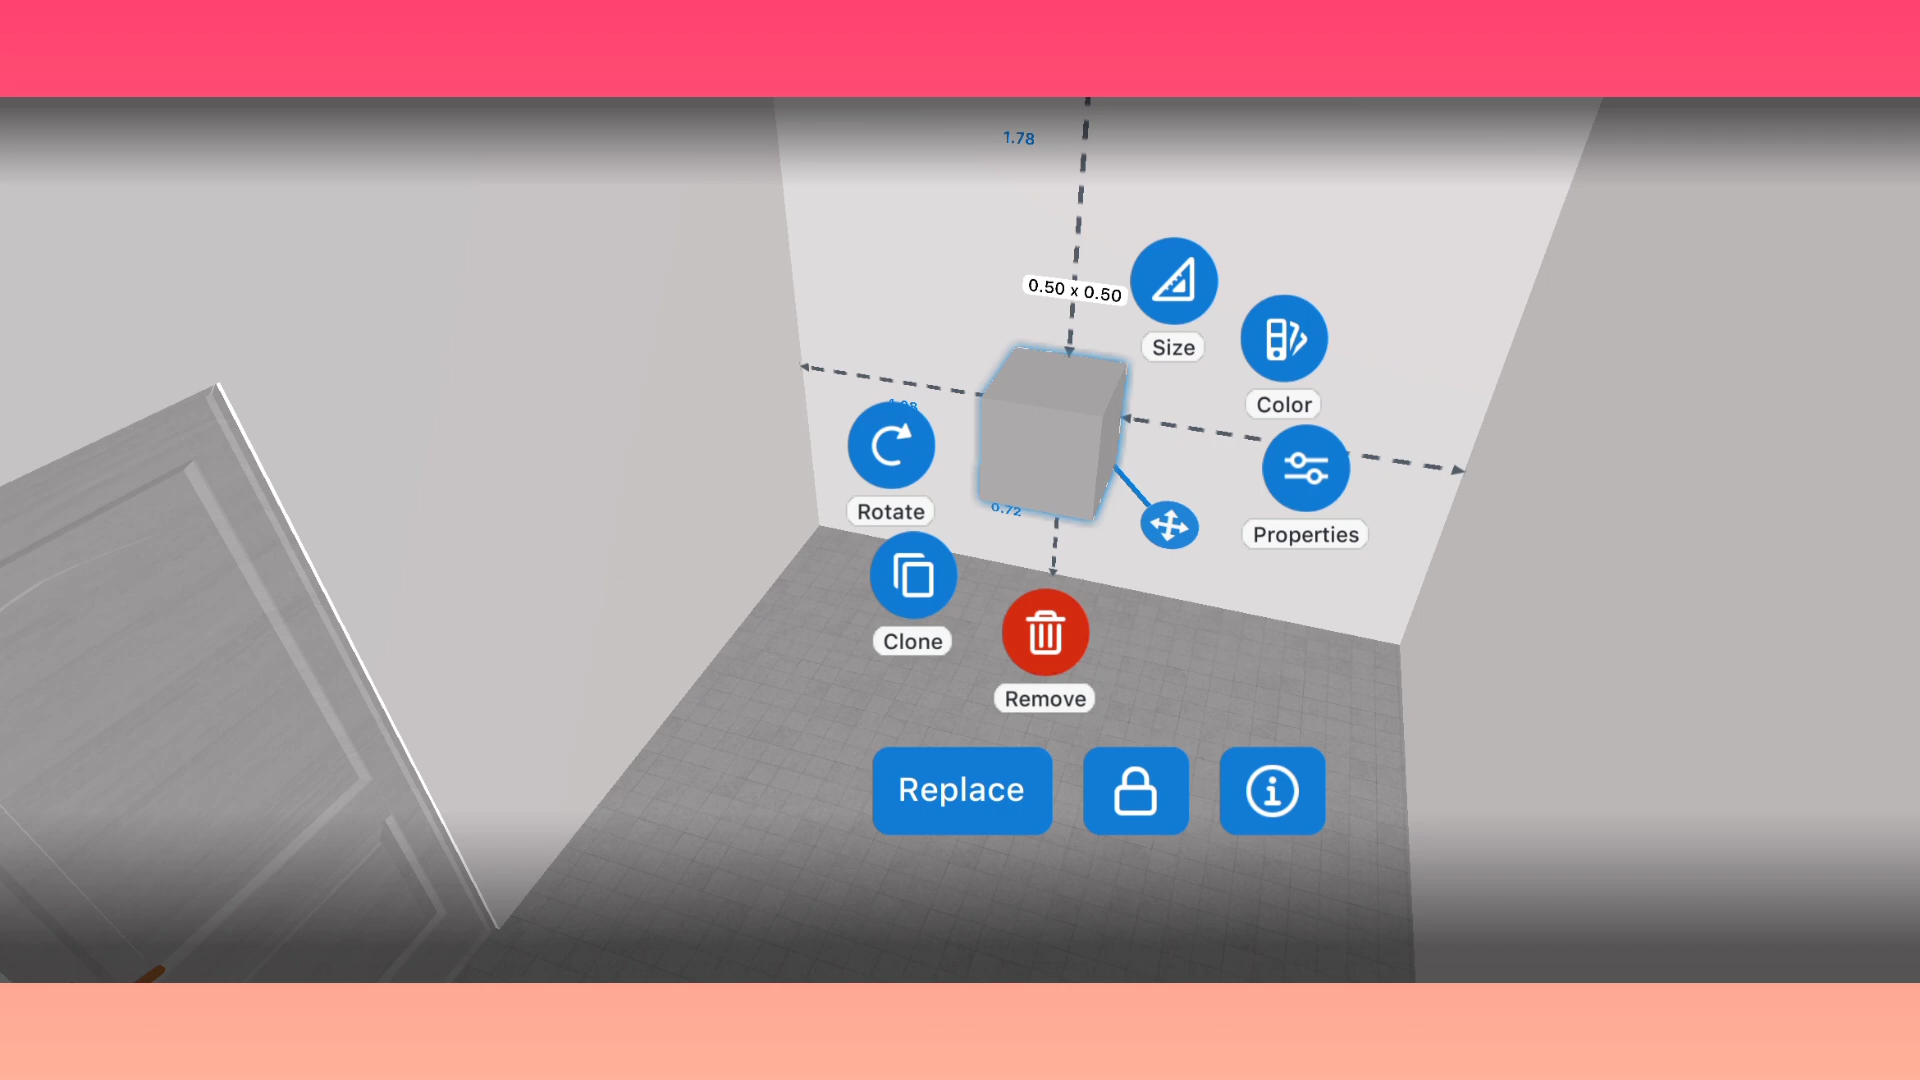 1.78
0.50 x 0.50
Size
Color
Rotate
0.72
Properties
Clone
Remove
Replace